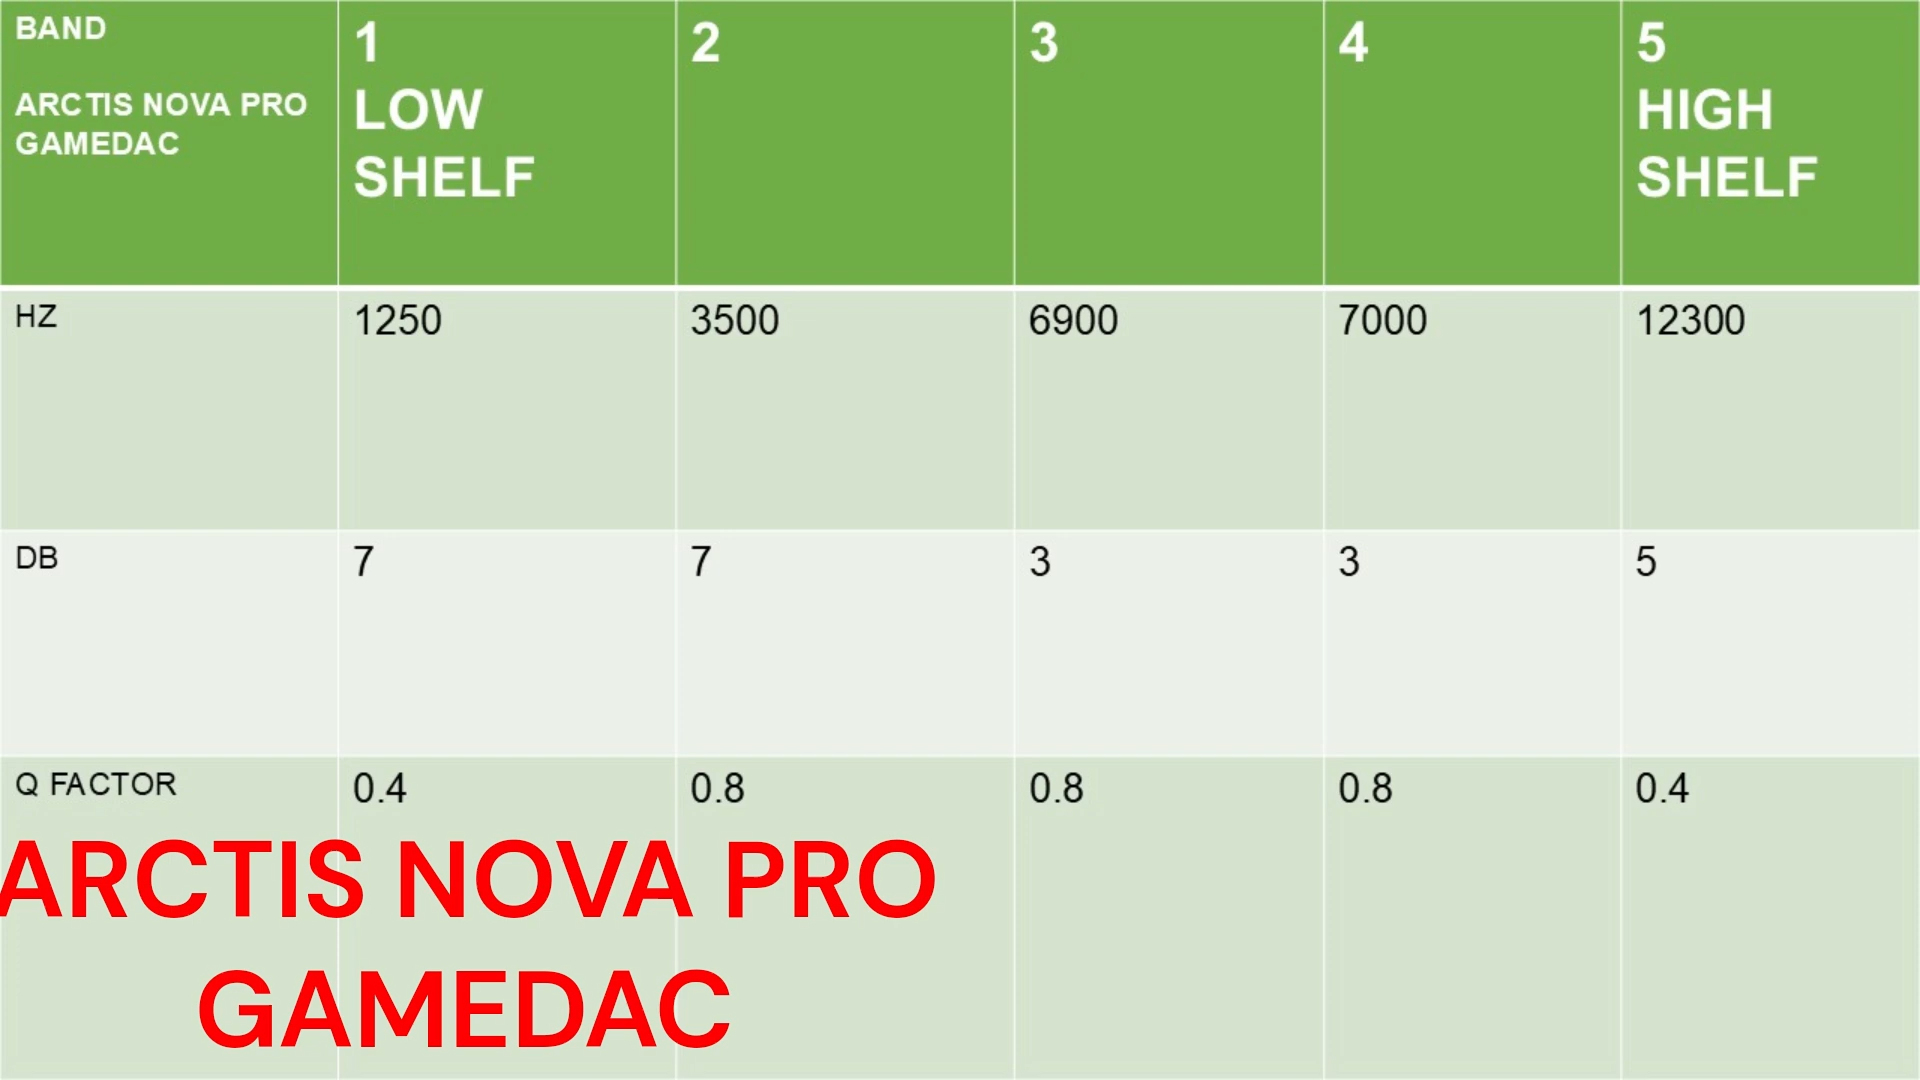 BAND
ARCTIS NOVA PRO
GAMEDAC
1
LOW
SHELF
2
3
4
5
HIGH
SHELF
HZ
1250
3500
6900
7000
12300
DB
7
7
3
3
5
Q FACTOR
0.4
0.8
0.8
0.8
0.4
ARCTIS NOVA PRO
GAMEDAC